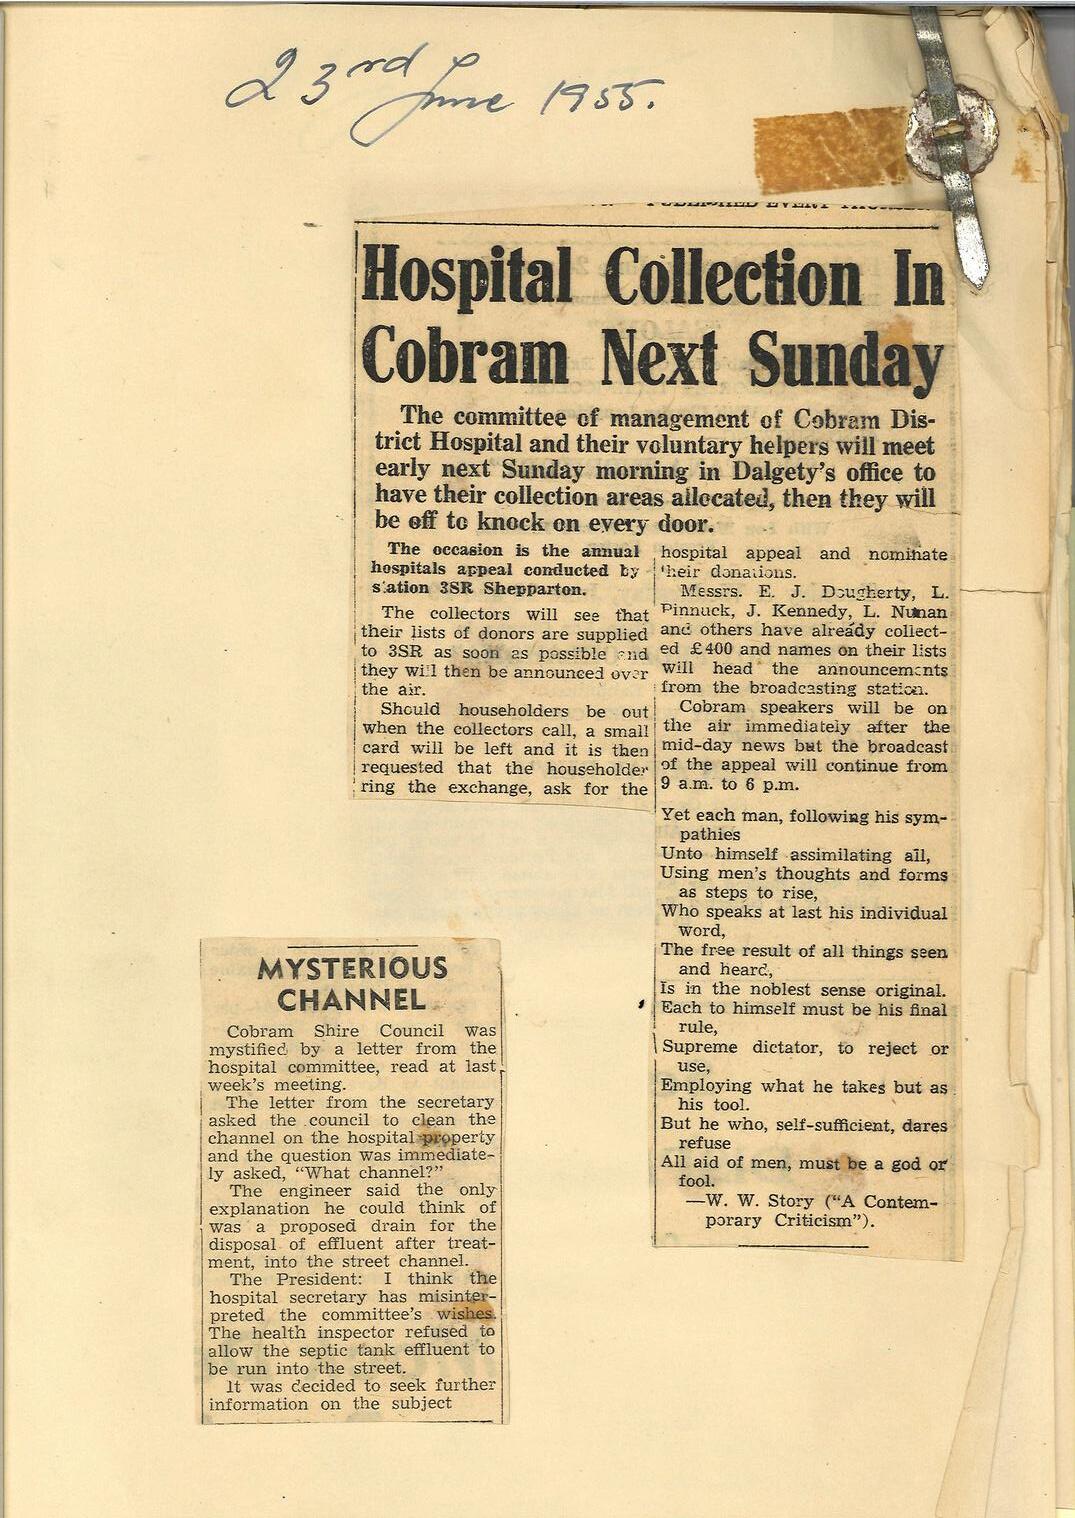 23rd June 1955.
PUBLISHED EVERY
Hospital Collection In
Cobram Next Sunday
The committee of management of Cobram Dis-
trict Hospital and their voluntary helpers will meet
early next Sunday morning in Dalgety's office to
have their collection areas allocated, then they will
be off to knock on every door.
The occasion is the annual
hospitals appeal conducted by
station 3SR Shepparton.
The collectors will see that
their lists of donors are supplied
to 3SR as soon as possible and
they will then be announced over
the air.
Should householders be out
when the collectors call, a small
card will be left and it is then
requested that the householder
ring the exchange, ask for the
hospital appeal and nominate
their donations.
Messrs. E. J. Dougherty, L.
Pinnuck, J. Kennedy, L. Nunan
and others have already collect-
ed £400 and names on their lists
will head the announcements
from the broadcasting station.
Cobram speakers will be on
the air immediately after the
mid-day news but the broadcast
of the appeal will continue from
9 a.m. to 6 p.m.
Yet each man, following his sym-
pathies
Unto himself assimilating all,
Using men's thoughts and forms
as steps to rise,
Who speaks at last his individual
word,
The free result of all things seen
and heard,
Is in the noblest sense original.
Each to himself must be his final
rule,
Supreme dictator, to reject or
use,
Employing what he takes but as
his tool.
But he who, self-sufficient, dares
refuse
All aid of men, must be a god or
fool.
—W. W. Story ("A Contem-
porary Criticism").
MYSTERIOUS
CHANNEL
Cobram Shire Council was
mystified by a letter from the
hospital committee, read at last
week's meeting.
The letter from the secretary
asked the council to clean the
channel on the hospital property
and the question was immediate-
ly asked, "What channel?"
The engineer said the only
explanation he could think of
was a proposed drain for the
disposal of effluent after treat-
ment, into the street channel.
The President: I think the
hospital secretary has misinter-
preted the committee's wishes.
The health inspector refused to
allow the septic tank effluent to
be run into the street.
It was decided to seek further
information on the subject